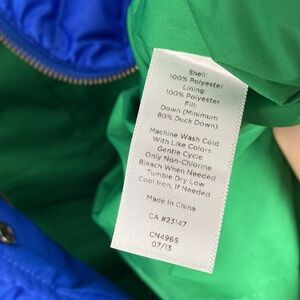 Shell:
100% Polyester
Lining:
100% Polyester
Fill:
Down (Minimum
80% Duck Down)
Machine Wash Cold
With Like Colors
Gentle Cycle
Only Non-Chlorine
Bleach When Needed
Tumble Dry Low
Cool Iron, If Needed
Made in China
CA #23147
CN4965
07/13